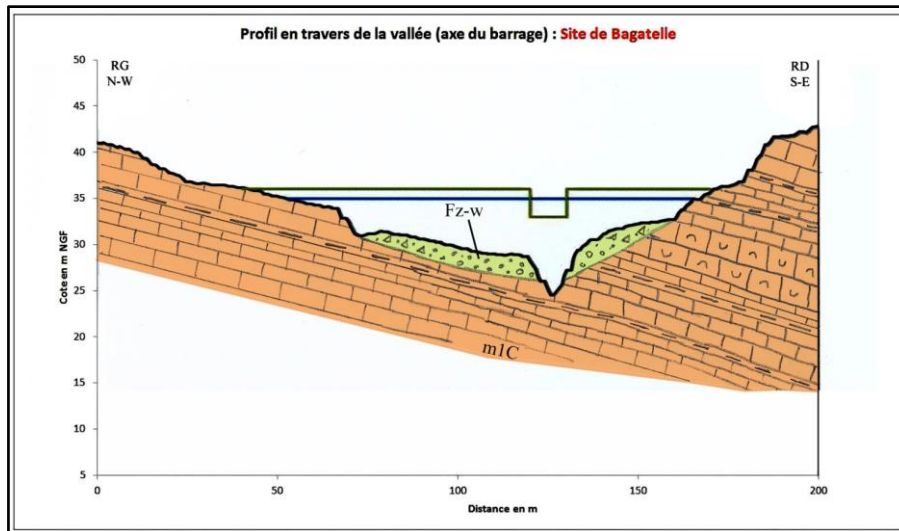 Profil en travers de la vallée (axe du barrage) : Site de Bagatelle
RG
N-W
RD
S-E
50
45
40
35
30
25
20
15
10
5
Cote en m NGF
Fz-w
m1C
0
50
100
150
200
Distance en m